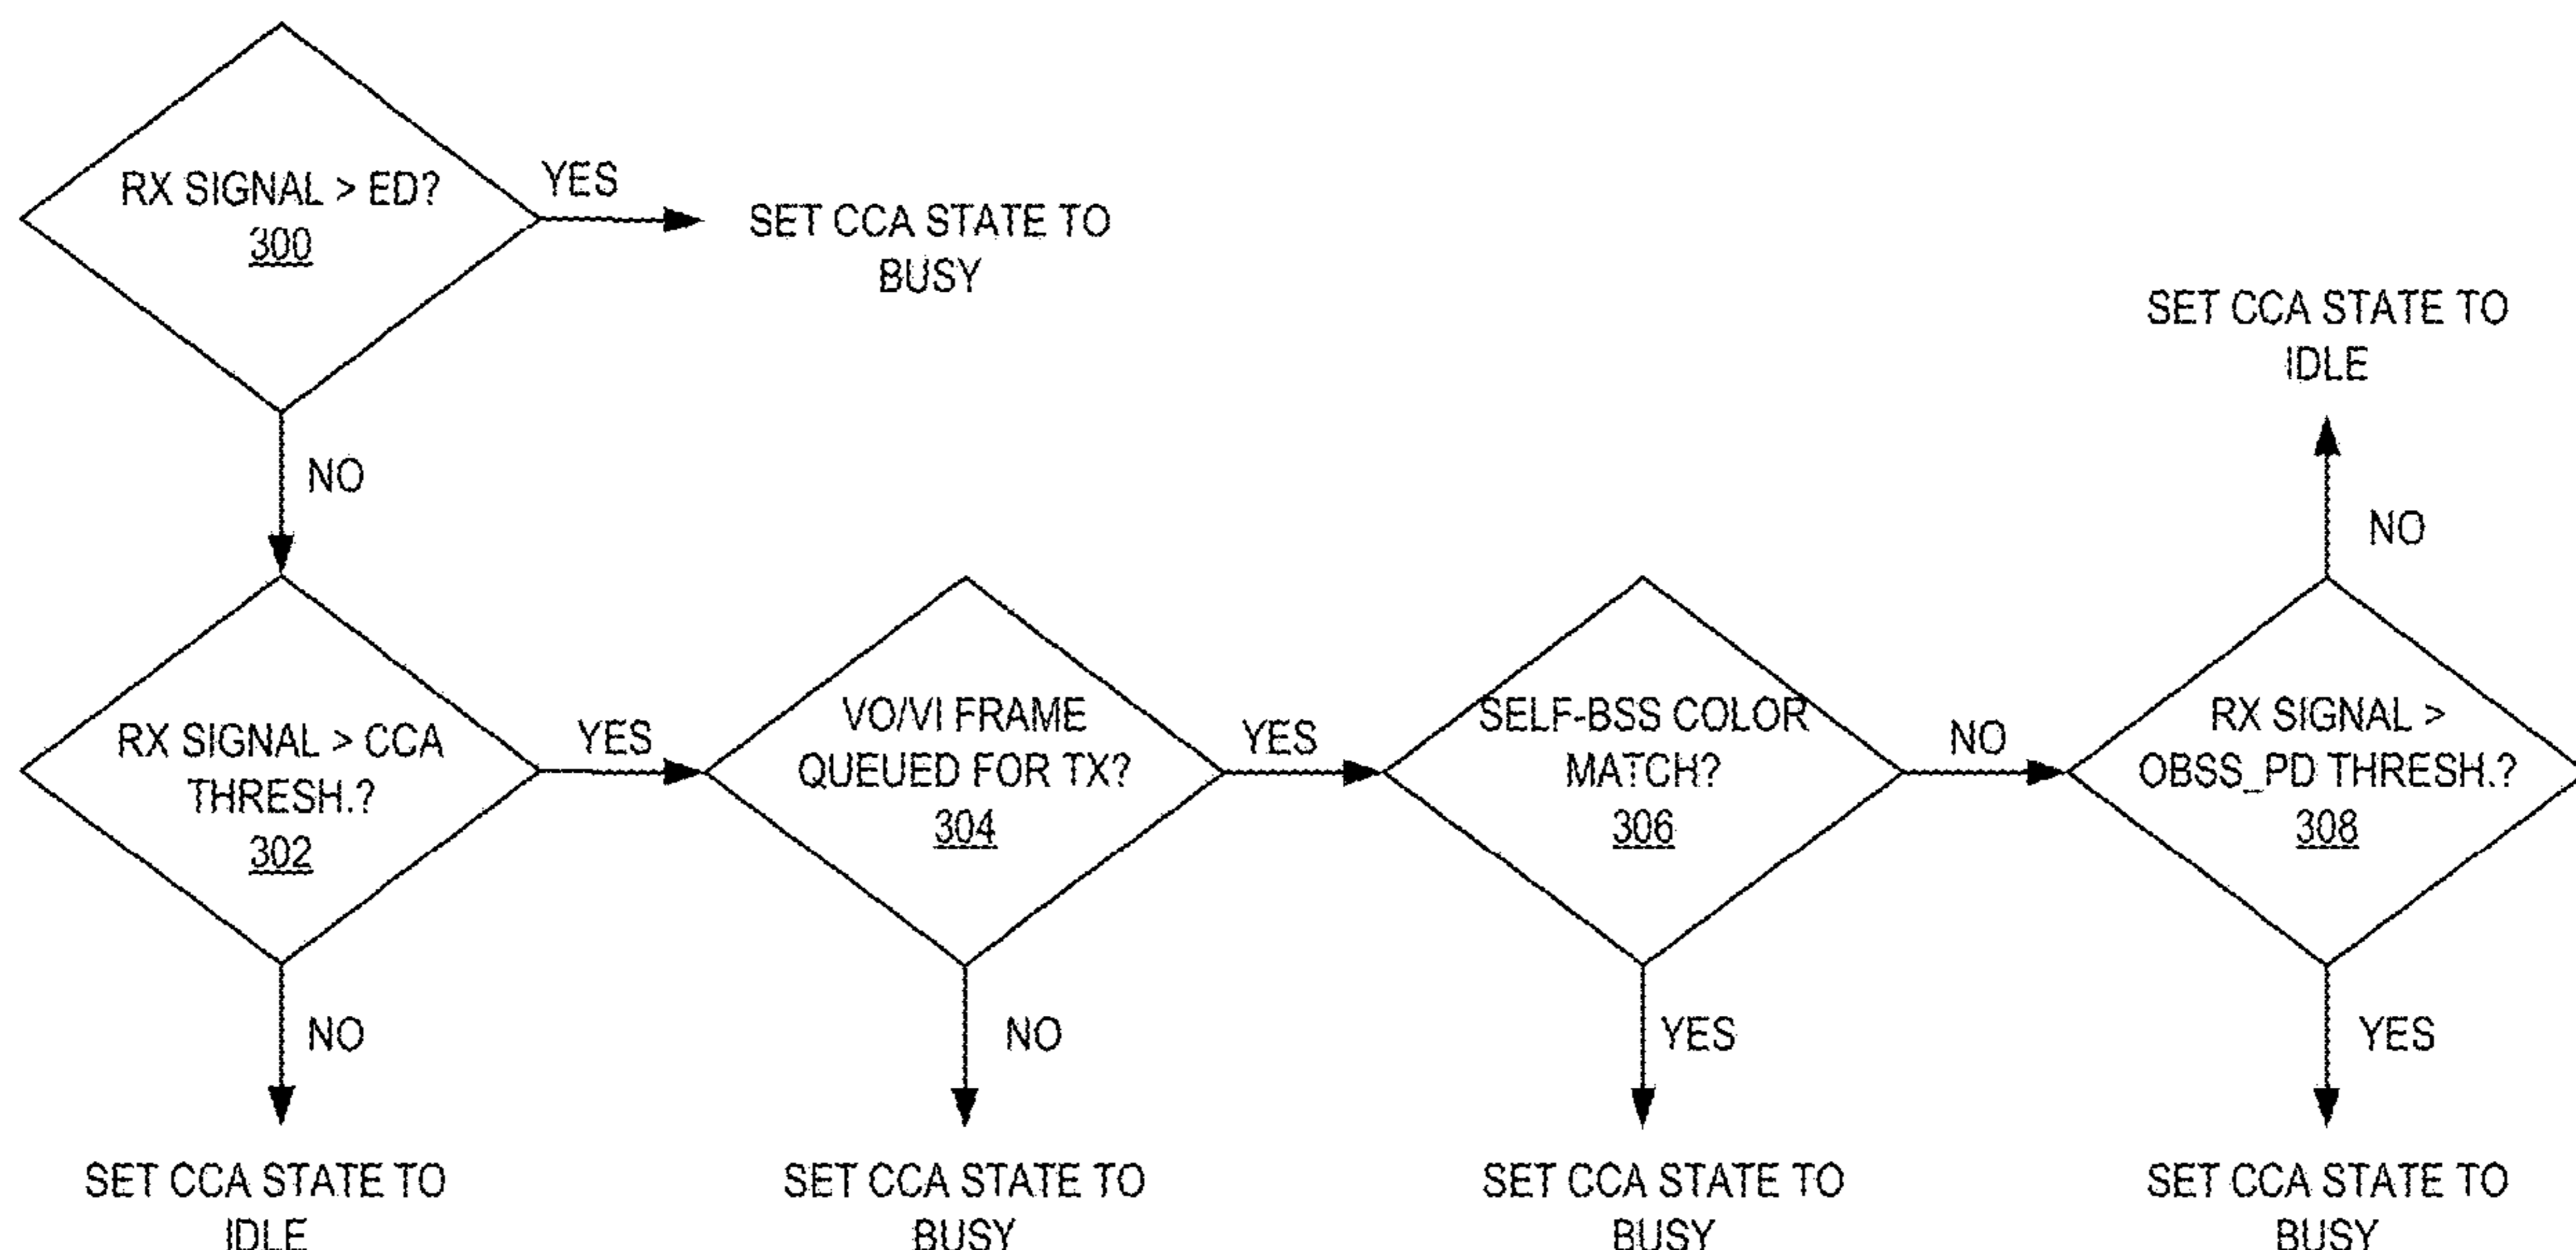 RX SIGNAL > ED?
300
YES
SET CCA STATE TO
BUSY
NO
RX SIGNAL > CCA
THRESH.?
302
YES
NO
SET CCA STATE TO
IDLE
VO/VI FRAME
QUEUED FOR TX?
304
YES
NO
SET CCA STATE TO
BUSY
SELF-BSS COLOR
MATCH?
306
NO
YES
SET CCA STATE TO
BUSY
RX SIGNAL >
OBSS_PD THRESH.?
308
NO
SET CCA STATE TO
IDLE
YES
SET CCA STATE TO
BUSY